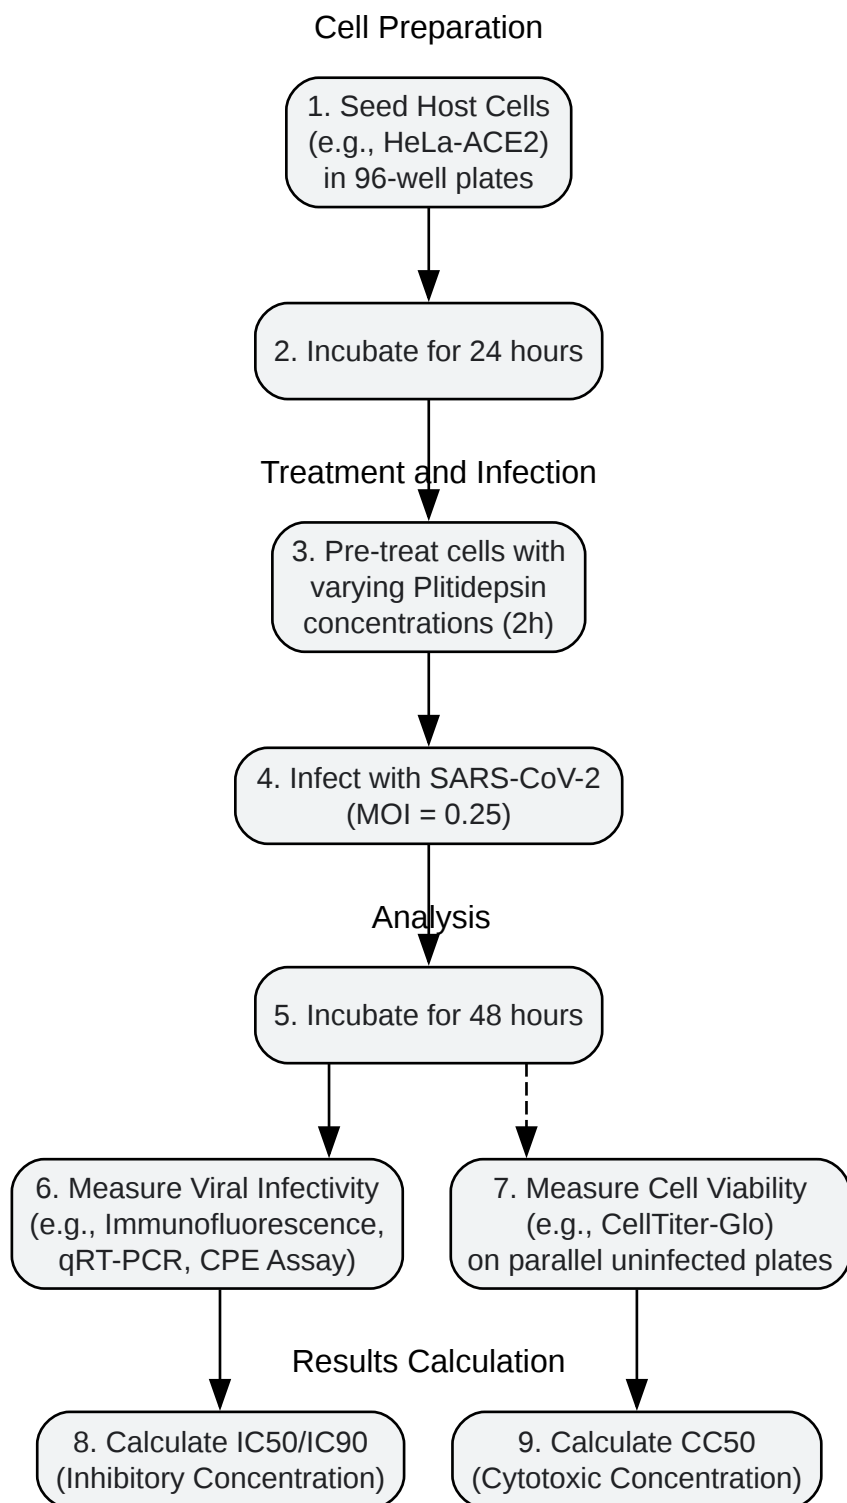 Cell Preparation
1. Seed Host Cells
(e.g., HeLa-ACE2)
in 96-well plates
2. Incubate for 24 hours
Treatment and Infection
3. Pre-treat cells with
varying Plitidepsin
concentrations (2h)
4. Infect with SARS-CoV-2
(MOI = 0.25)
Analysis
5. Incubate for 48 hours
6. Measure Viral Infectivity
(e.g., Immunofluorescence,
qRT-PCR, CPE Assay)
7. Measure Cell Viability
(e.g., CellTiter-Glo)
on parallel uninfected plates
Results Calculation
8. Calculate IC50/IC90
(Inhibitory Concentration)
9. Calculate CC50
(Cytotoxic Concentration)